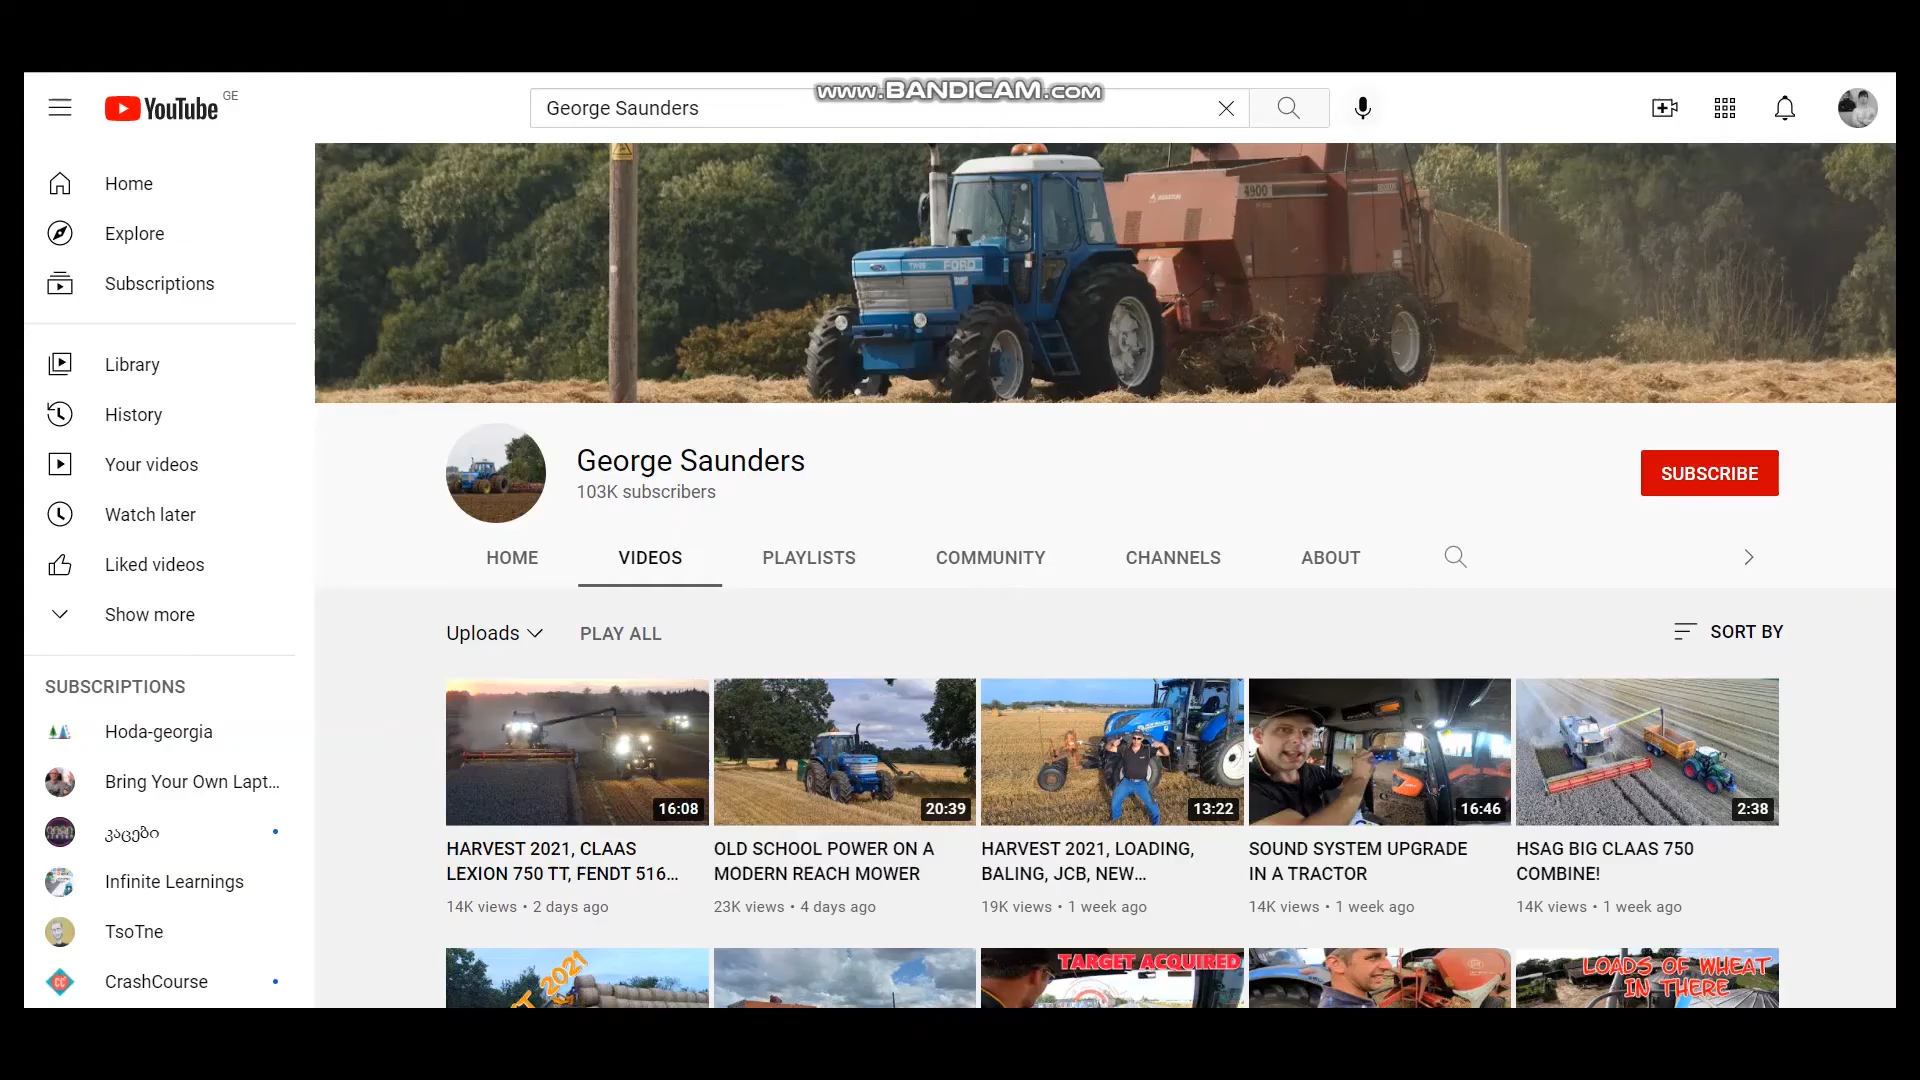 www.BANDICAM.com
YouTube GE
George Saunders
Home
Explore
Subscriptions
Library
History
Your videos
Watch later
Liked videos
Show more
SUBSCRIPTIONS
Hoda-georgia
Bring Your Own Lapt...
კაცები
Infinite Learnings
TsoTne
CrashCourse
4900
FORD
George Saunders
103K subscribers
SUBSCRIBE
HOME VIDEOS PLAYLISTS COMMUNITY CHANNELS ABOUT
Uploads PLAY ALL SORT BY
16:08
HARVEST 2021, CLAAS
LEXION 750 TT, FENDT 516...
14K views • 2 days ago
20:39
OLD SCHOOL POWER ON A
MODERN REACH MOWER
23K views • 4 days ago
13:22
HARVEST 2021, LOADING,
BALING, JCB, NEW...
19K views • 1 week ago
16:46
SOUND SYSTEM UPGRADE
IN A TRACTOR
14K views • 1 week ago
2:38
HSAG BIG CLAAS 750
COMBINE!
14K views • 1 week ago
2021
TARGET ACQUIRED
LOADS OF WHEAT
IN THERE